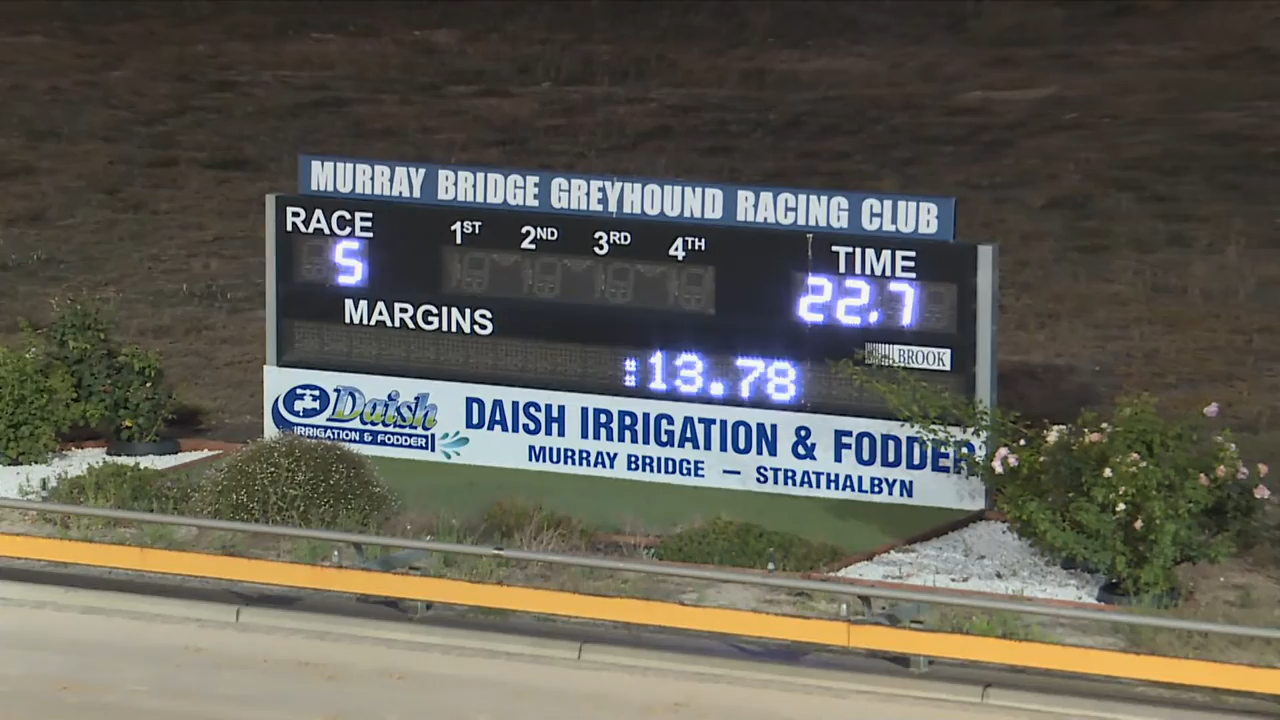 MURRAY BRIDGE GREYHOUND RACING CLUB
RACE 1ST 2ND 3RD 4TH TIME
5 22.7
MARGINS
BROOK
:13.78
Daish
IRRIGATION & FODDER
DAISH IRRIGATION & FODDER
MURRAY BRIDGE — STRATHALBYN